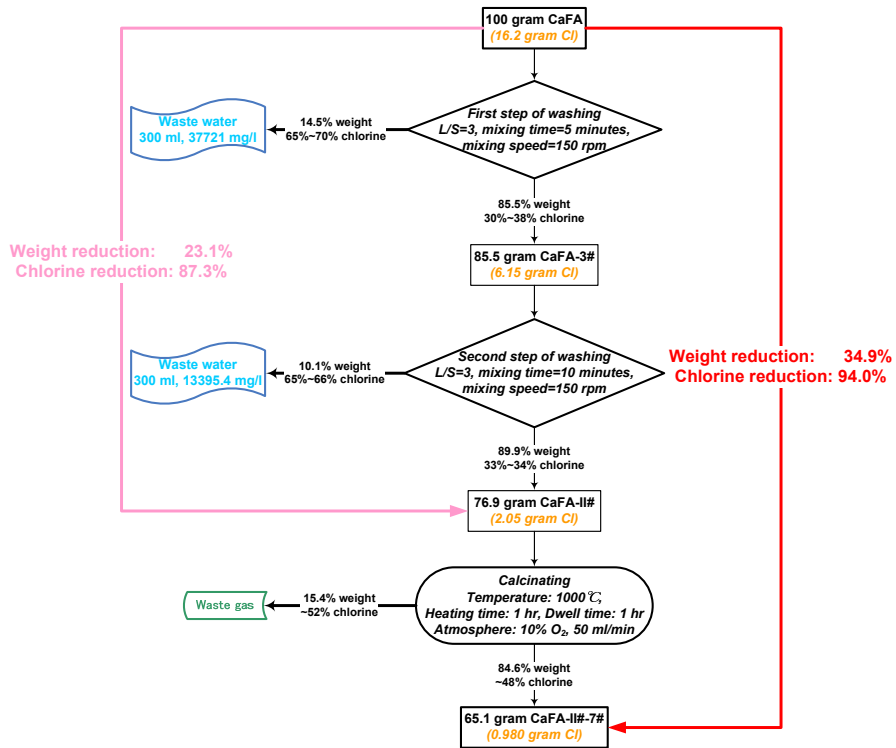 100 gram CaFA
(16.2 gram Cl)
First step of washing
L/S=3, mixing time=5 minutes,
mixing speed=150 rpm
14.5% weight
65%~70% chlorine
Waste water
300 ml, 37721 mg/l
85.5% weight
30%~38% chlorine
85.5 gram CaFA-3#
(6.15 gram Cl)
Weight reduction: 23.1%
Chlorine reduction: 87.3%
Second step of washing
L/S=3, mixing time=10 minutes,
mixing speed=150 rpm
10.1% weight
65%~66% chlorine
Waste water
300 ml, 13395.4 mg/l
Weight reduction: 34.9%
Chlorine reduction: 94.0%
89.9% weight
33%~34% chlorine
76.9 gram CaFA-II#
(2.05 gram Cl)
Calcinating
Temperature: 1000℃,
Heating time: 1 hr, Dwell time: 1 hr
Atmosphere: 10% O₂, 50 ml/min
15.4% weight
~52% chlorine
Waste gas
84.6% weight
~48% chlorine
65.1 gram CaFA-II#-7#
(0.980 gram Cl)